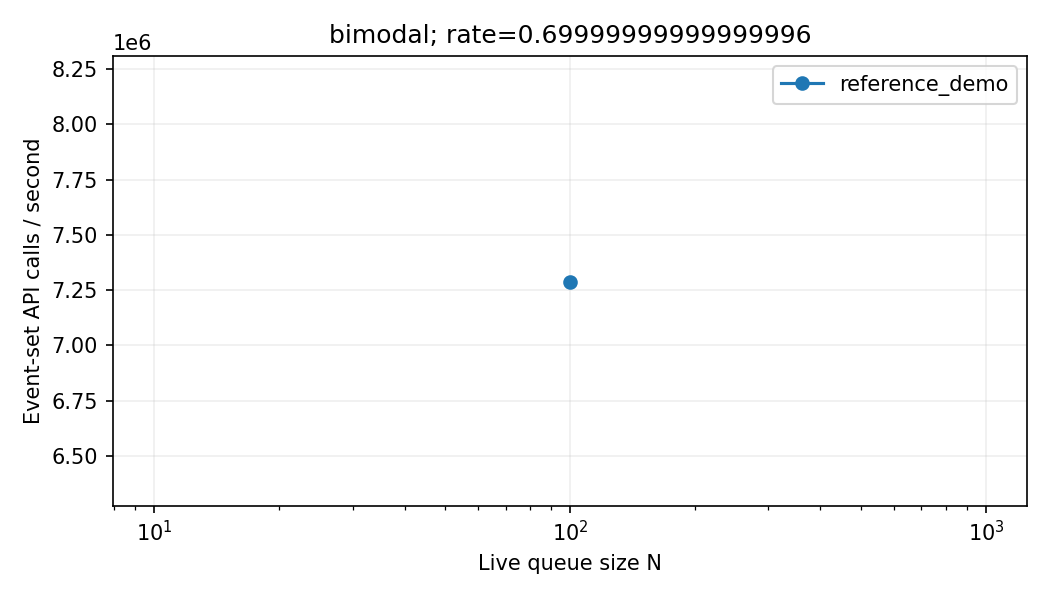 bimodal; rate=0.69999999999999996
1e6
reference_demo
8.25
8.00
7.75
7.50
7.25
7.00
6.75
6.50
Event-set API calls / second
10¹
10²
10³
Live queue size N